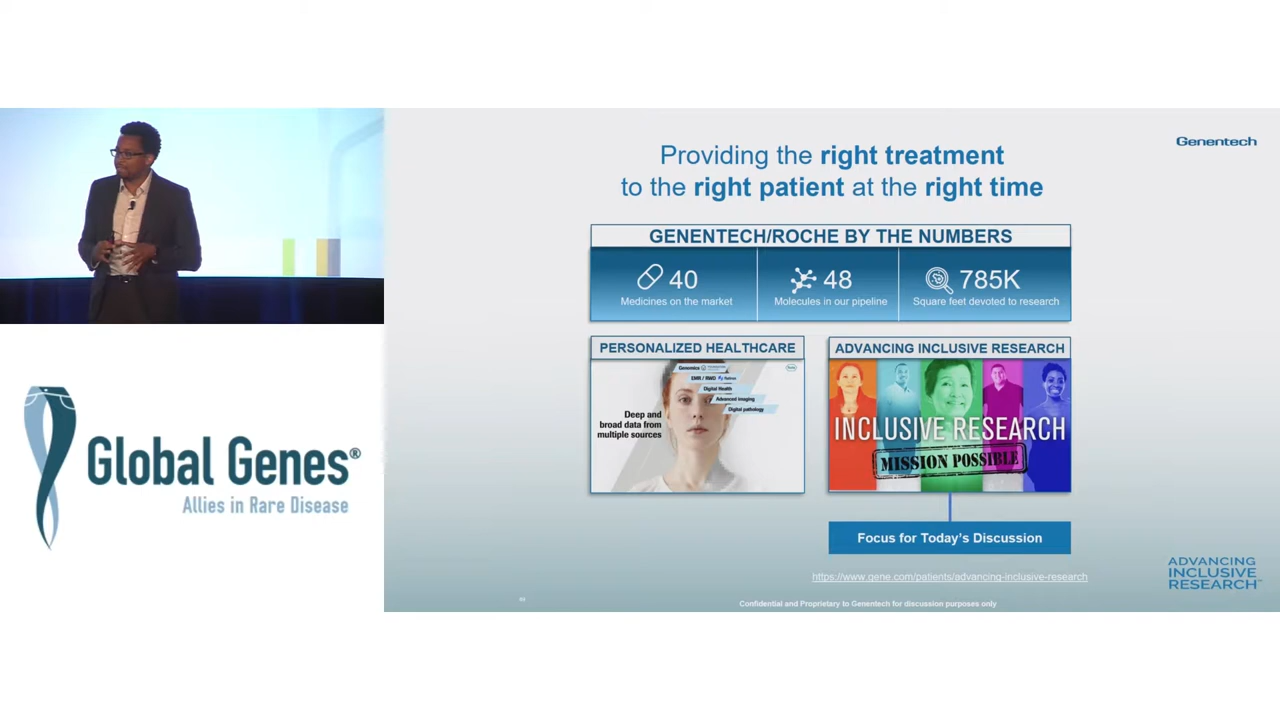 Genentech
Providing the right treatment
to the right patient at the right time
GENENTECH/ROCHE BY THE NUMBERS
40
Medicines on the market
48
Molecules in our pipeline
785K
Square feet devoted to research
PERSONALIZED HEALTHCARE
Genomics
EMR / RWD
Digital Health
Advanced imaging
Digital pathology
Deep and
broad data from
multiple sources
ADVANCING INCLUSIVE RESEARCH
INCLUSIVE RESEARCH
MISSION POSSIBLE
Focus for Today's Discussion
https://www.gene.com/patients/advancing-inclusive-research
Confidential and Proprietary to Genentech for discussion purposes only
ADVANCING
INCLUSIVE
RESEARCH™
Global Genes®
Allies in Rare Disease